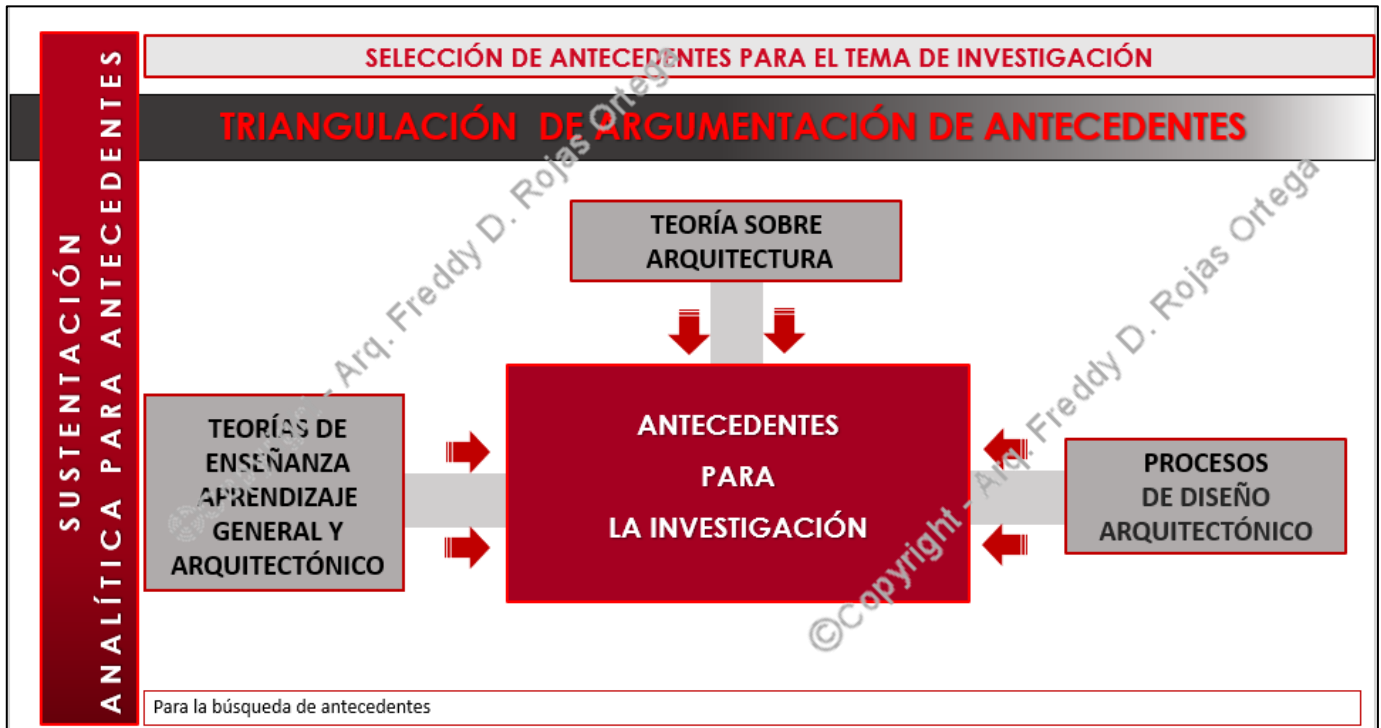 SUSTENTACIÓN
ANALÍTICA PARA ANTECEDENTES
SELECCIÓN DE ANTECEDENTES PARA EL TEMA DE INVESTIGACIÓN
TRIANGULACIÓN DE ARGUMENTACIÓN DE ANTECEDENTES
TEORÍA SOBRE
ARQUITECTURA
TEORÍAS DE
ENSEÑANZA
APRENDIZAJE
GENERAL Y
ARQUITECTÓNICO
ANTECEDENTES
PARA
LA INVESTIGACIÓN
PROCESOS
DE DISEÑO
ARQUITECTÓNICO
Para la búsqueda de antecedentes
©Copyright - Arq. Freddy D. Rojas Ortega
©Copyright - Arq. Freddy D. Rojas Ortega